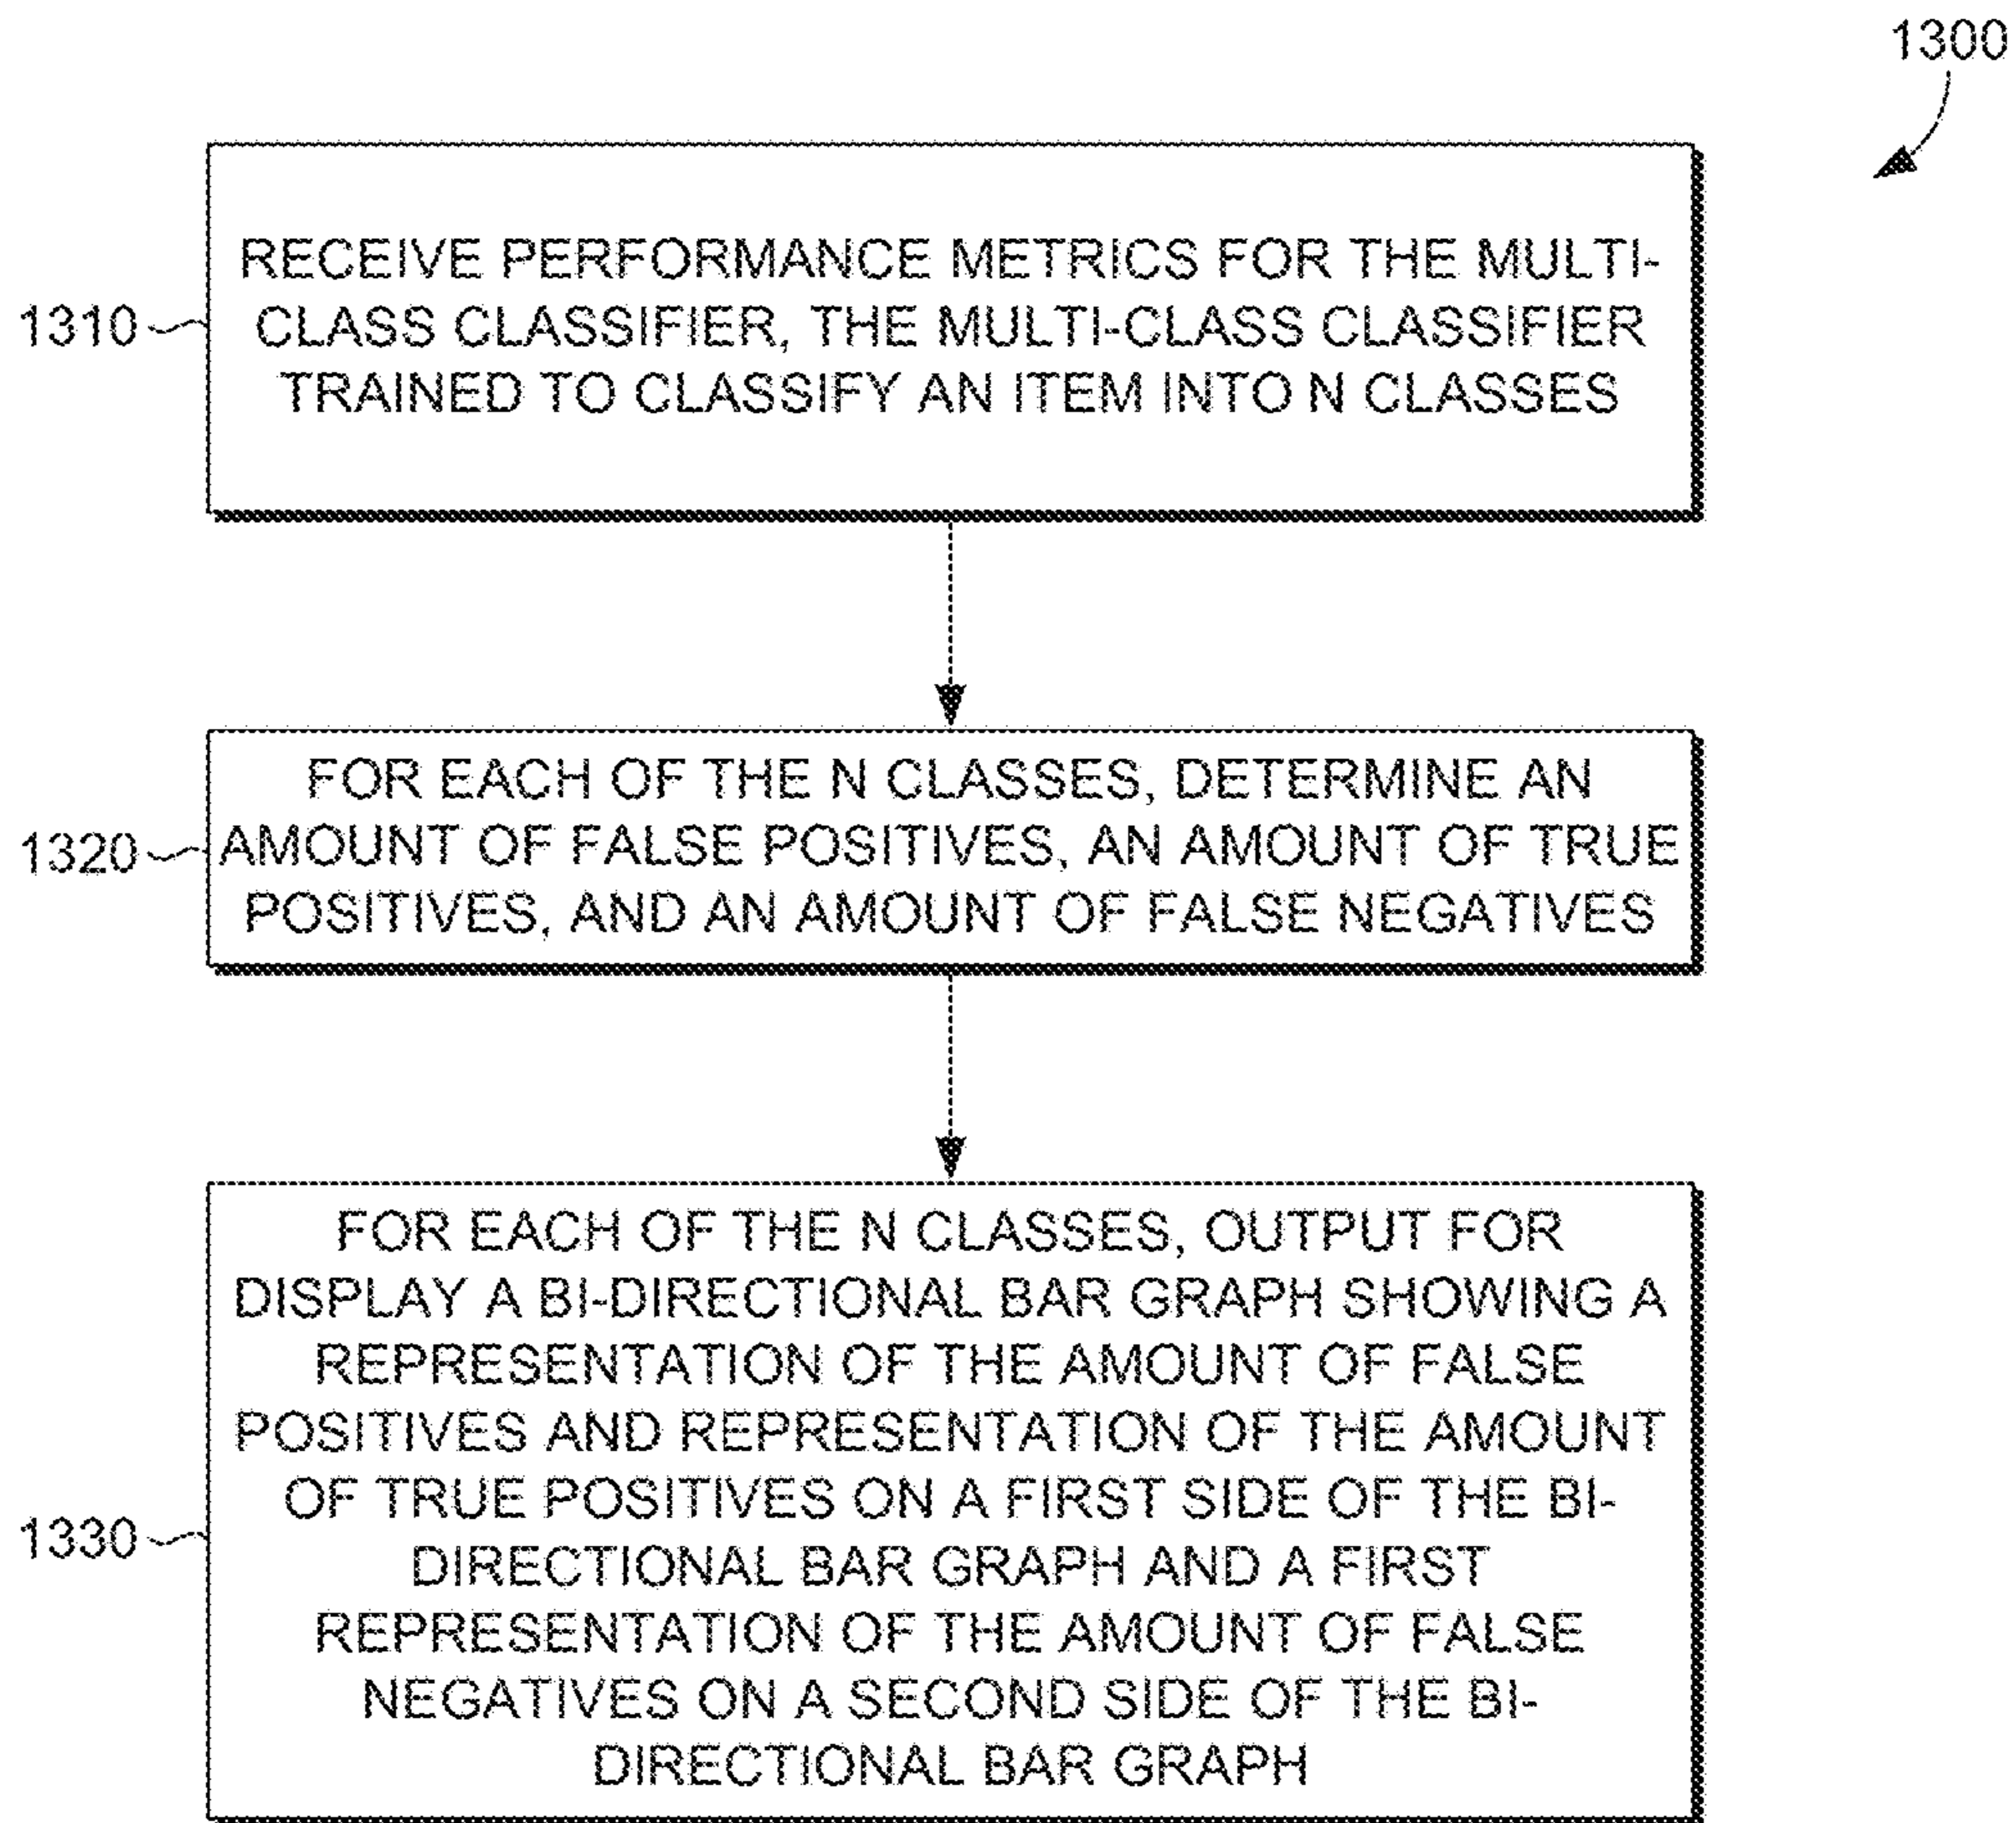 1300
RECEIVE PERFORMANCE METRICS FOR THE MULTI-
CLASS CLASSIFIER, THE MULTI-CLASS CLASSIFIER
TRAINED TO CLASSIFY AN ITEM INTO N CLASSES
1310
FOR EACH OF THE N CLASSES, DETERMINE AN
AMOUNT OF FALSE POSITIVES, AN AMOUNT OF TRUE
POSITIVES, AND AN AMOUNT OF FALSE NEGATIVES
1320
FOR EACH OF THE N CLASSES, OUTPUT FOR
DISPLAY A BI-DIRECTIONAL BAR GRAPH SHOWING A
REPRESENTATION OF THE AMOUNT OF FALSE
POSITIVES AND REPRESENTATION OF THE AMOUNT
OF TRUE POSITIVES ON A FIRST SIDE OF THE BI-
DIRECTIONAL BAR GRAPH AND A FIRST
REPRESENTATION OF THE AMOUNT OF FALSE
NEGATIVES ON A SECOND SIDE OF THE BI-
DIRECTIONAL BAR GRAPH
1330